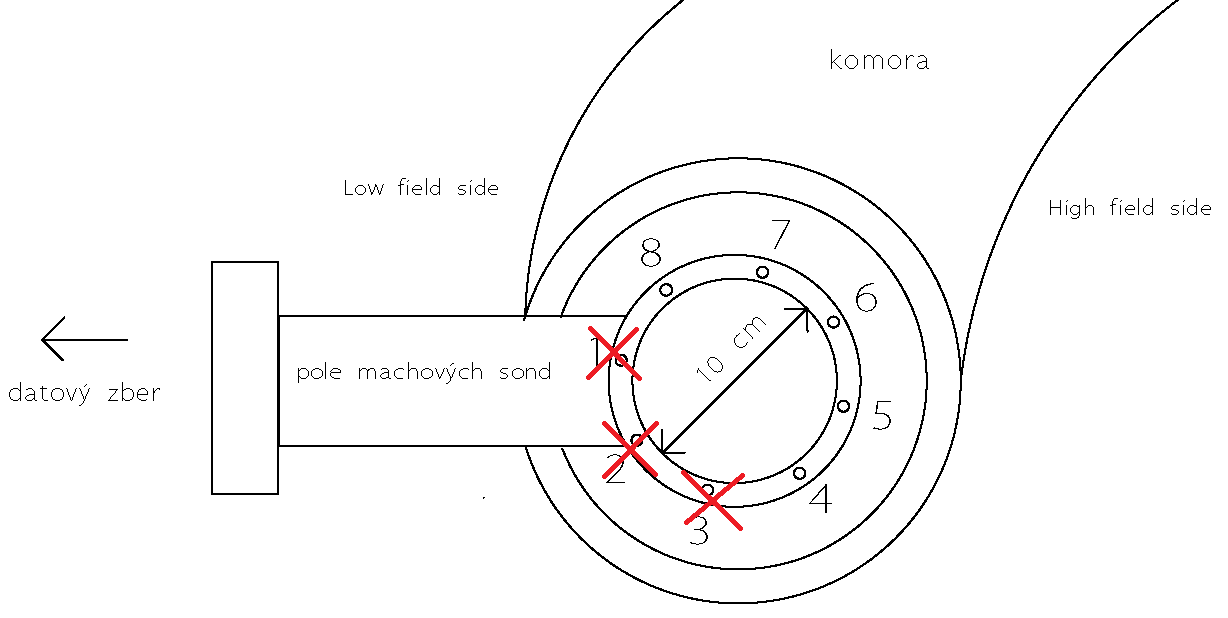 komora
Low field side
High field side
7
8
6
10 cm
1
pole machových sond
datový zber
5
2
4
3